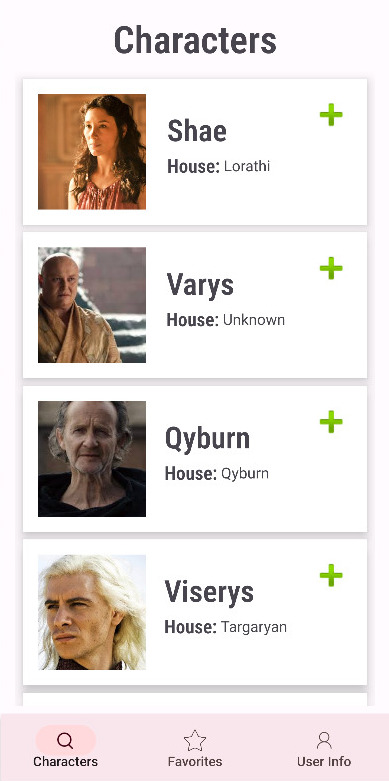 Characters
Shae
House: Lorathi
Varys
House: Unknown
Qyburn
House: Qyburn
Viserys
House: Targaryan
Characters
Favorites
User Info